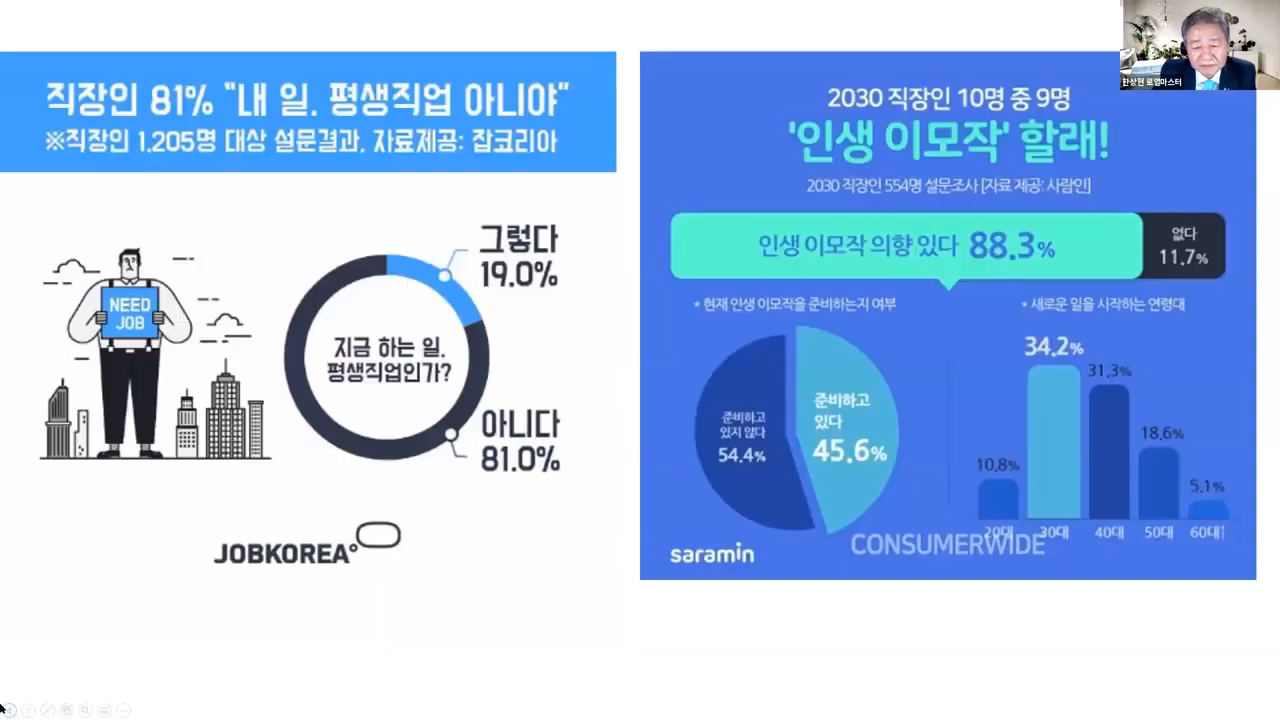 한상현 로열마스터
직장인 81% "내 일, 평생직업 아니야"
※직장인 1,205명 대상 설문결과, 자료제공: 잡코리아
NEED
JOB
그렇다
19.0%
지금 하는 일,
평생직업인가?
아니다
81.0%
JOBKOREA
2030 직장인 10명 중 9명
'인생 이모작' 할래!
2030 직장인 554명 설문조사 [자료 제공: 사람인]
인생 이모작 의향 있다 88.3%
없다
11.7%
* 현재 인생 이모작을 준비하는지 여부
준비하고
있지 않다
54.4%
준비하고
있다
45.6%
* 새로운 일을 시작하는 연령대
34.2%
31.3%
18.6%
10.8%
5.1%
20대 30대 40대 50대 60대↑
saramin
CONSUMERWIDE